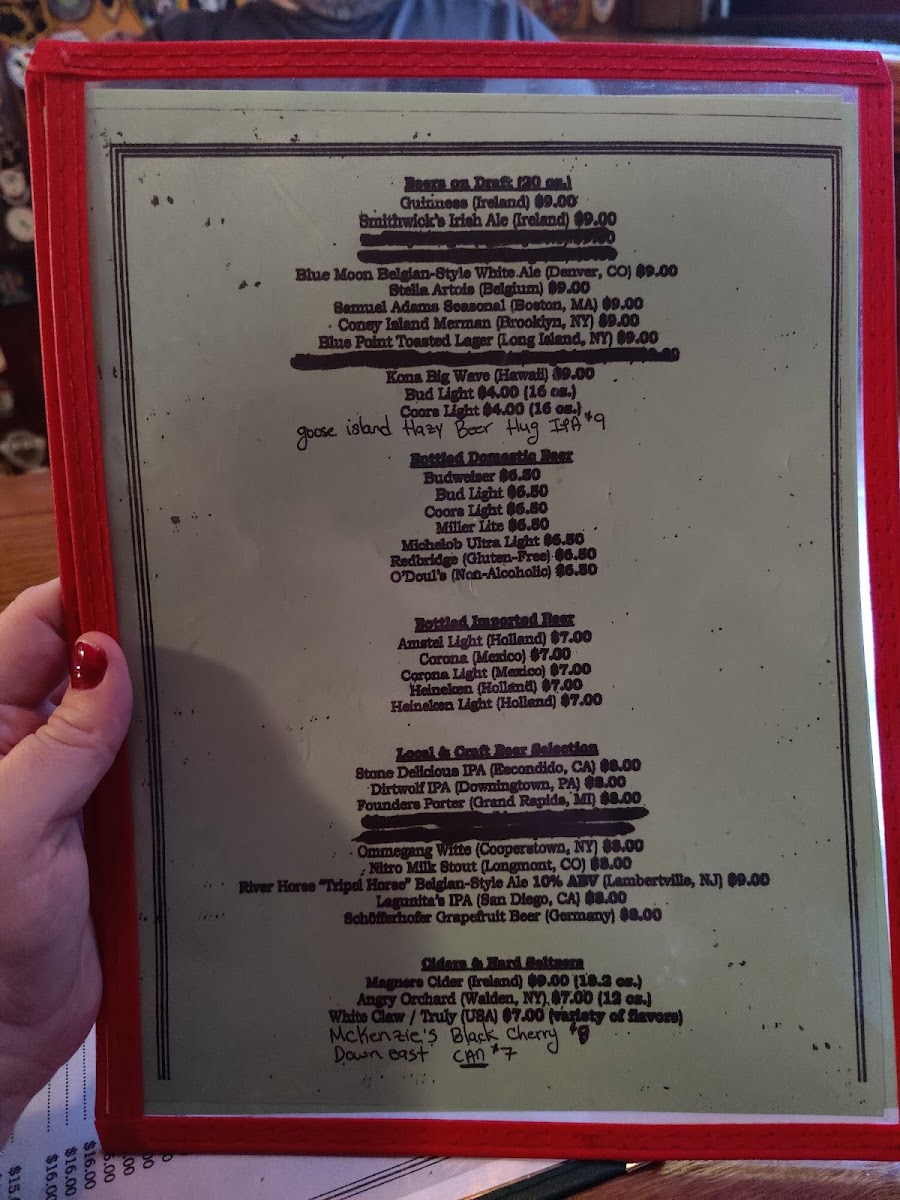 Beers on Draft (20 oz.)
Guinness (Ireland) $9.00
Smithwick's Irish Ale (Ireland) $9.00
Blue Moon Belgian-Style White Ale (Denver, CO) $9.00
Stella Artois (Belgium) $9.00
Samuel Adams Seasonal (Boston, MA) $9.00
Coney Island Merman (Brooklyn, NY) $9.00
Blue Point Toasted Lager (Long Island, NY) $9.00
Kona Big Wave (Hawaii) $9.00
Bud Light $4.00 (16 oz.)
Coors Light $4.00 (16 oz.)
goose island Hazy Beer Hug IPA $9
Bottled Domestic Beer
Budweiser $6.50
Bud Light $6.50
Coors Light $6.50
Miller Lite $6.50
Michelob Ultra Light $6.50
Redbridge (Gluten-Free) $6.50
O'Doul's (Non-Alcoholic) $6.50
Bottled Imported Beer
Amstel Light (Holland) $7.00
Corona (Mexico) $7.00
Corona Light (Mexico) $7.00
Heineken (Holland) $7.00
Heineken Light (Holland) $7.00
Local & Craft Beer Selection
Stone Delicious IPA (Escondido, CA) $8.00
Dirtwolf IPA (Downingtown, PA) $8.00
Founders Porter (Grand Rapids, MI) $8.00
Ommegang Witte (Cooperstown, NY) $8.00
Nitro Milk Stout (Longmont, CO) $8.00
River Horse "Tripel Horse" Belgian-Style Ale 10% ABV (Lambertville, NJ) $9.00
Lagunita's IPA (San Diego, CA) $8.00
Schöfferhofer Grapefruit Beer (Germany) $8.00
Ciders & Hard Seltzers
Magners Cider (Ireland) $9.00 (18.2 oz.)
Angry Orchard (Walden, NY) $7.00 (12 oz.)
White Claw / Truly (USA) $7.00 (variety of flavors)
McKenzie's Black Cherry $8
Down east CAN $7
$16.00
$16.00
$16.00